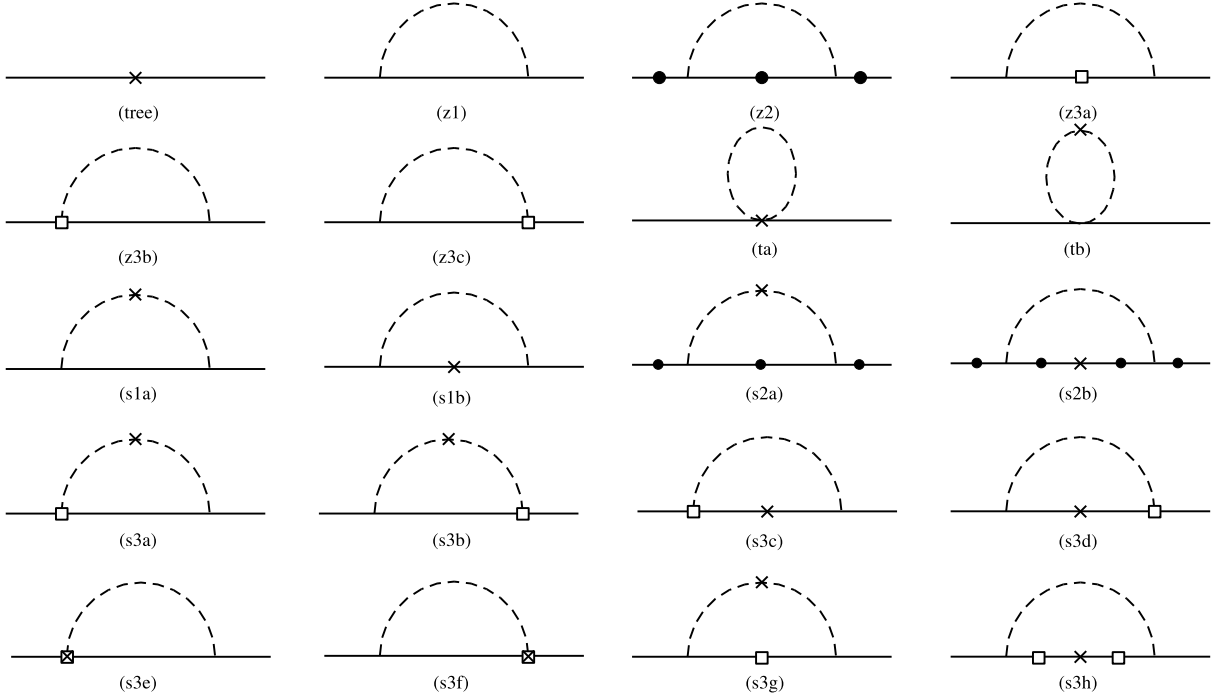 (tree) (z1) (z2) (z3a)
(z3b) (z3c) (ta) (tb)
(s1a) (s1b) (s2a) (s2b)
(s3a) (s3b) (s3c) (s3d)
(s3e) (s3f) (s3g) (s3h)